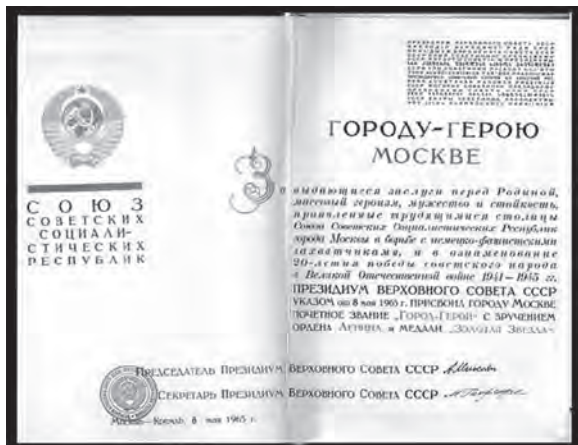 СОЮЗ
СОВЕТСКИХ
СОЦИАЛИ-
СТИЧЕСКИХ
РЕСПУБЛИК
ГОРОДУ-ГЕРОЮ
МОСКВЕ
За выдающиеся заслуги перед Родиной,
массовый героизм, мужество и стойкость,
проявленные трудящимися столицы
Союза Советских Социалистических Республик
города Москвы в борьбе с немецко-фашистскими
захватчиками, и в ознаменование
20-летия победы советского народа
в Великой Отечественной войне 1941–1945 гг.
ПРЕЗИДИУМ ВЕРХОВНОГО СОВЕТА СССР
УКАЗОМ от 8 мая 1965 г. ПРИСВОИЛ ГОРОДУ МОСКВЕ
ПОЧЕТНОЕ ЗВАНИЕ „ГОРОД-ГЕРОЙ“ С ВРУЧЕНИЕМ
ОРДЕНА ЛЕНИНА и МЕДАЛИ „ЗОЛОТАЯ ЗВЕЗДА“
ПРЕДСЕДАТЕЛЬ ПРЕЗИДИУМ ВЕРХОВНОГО СОВЕТА СССР
СЕКРЕТАРЬ ПРЕЗИДИУМ ВЕРХОВНОГО СОВЕТА СССР
Москва—Кремль, 8 мая 1965 г.